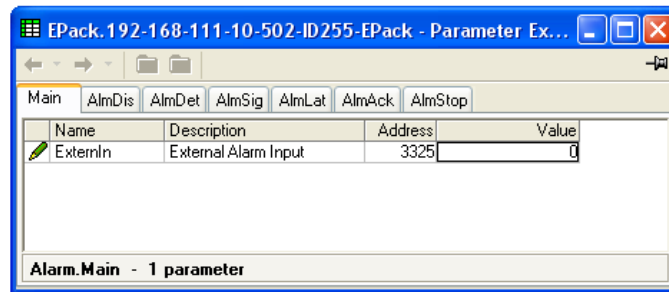 EPack.192-168-111-10-502-ID255-EPack - Parameter Ex...
Main AlmDis AlmDet AlmSig AlmLat AlmAck AlmStop
Name Description Address Value
ExternIn External Alarm Input 3325 0
Alarm.Main - 1 parameter